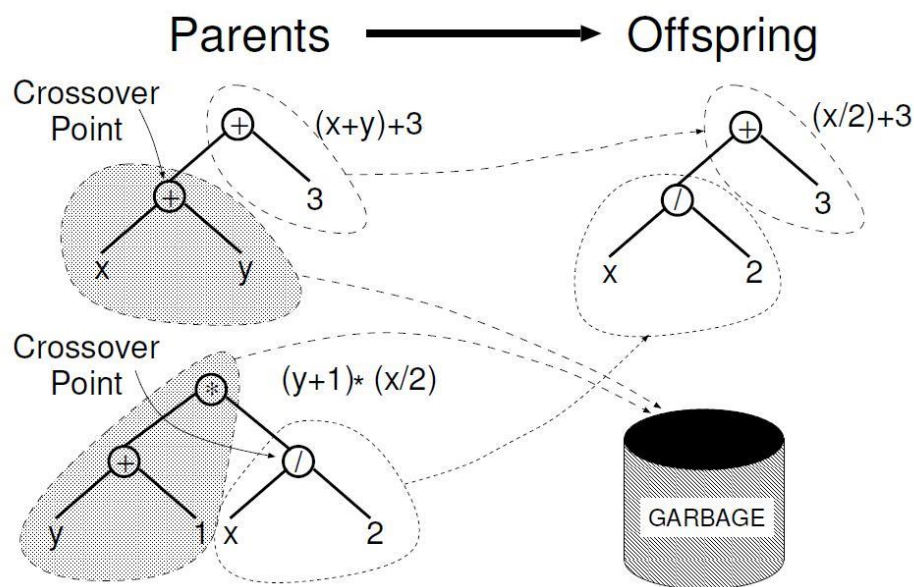 Parents Offspring
Crossover
Point
+
(x+y)+3
+
3
x
y
+
(x/2)+3
/
3
x
2
Crossover
Point
*
(y+1)* (x/2)
+
/
y
1
x
2
GARBAGE